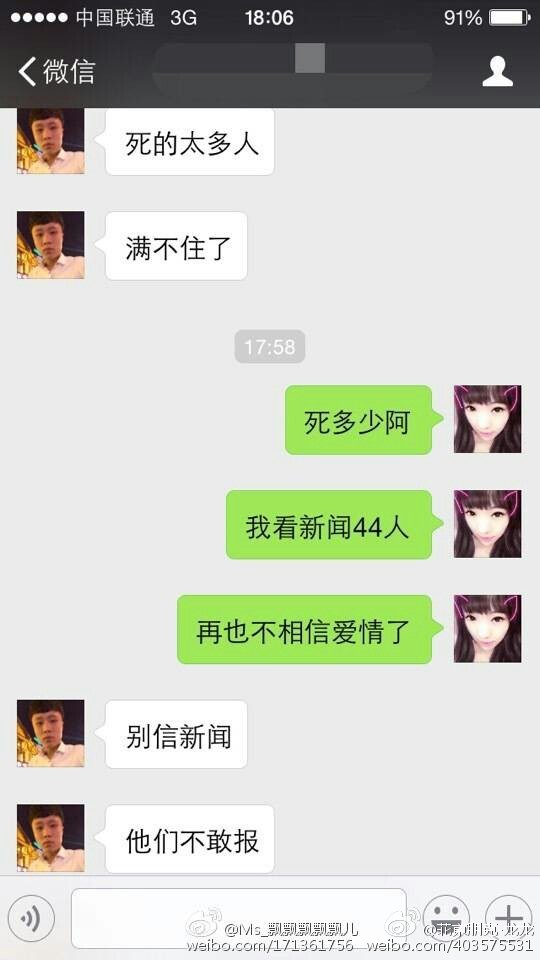 中国联通 3G 18:06 91%
微信
死的太多人
满不住了
17:58
死多少阿
我看新闻44人
再也不相信爱情了
别信新闻
他们不敢报
@Ms_飘飘飘飘飘儿
weibo.com/171361756 weibo.com/403575531